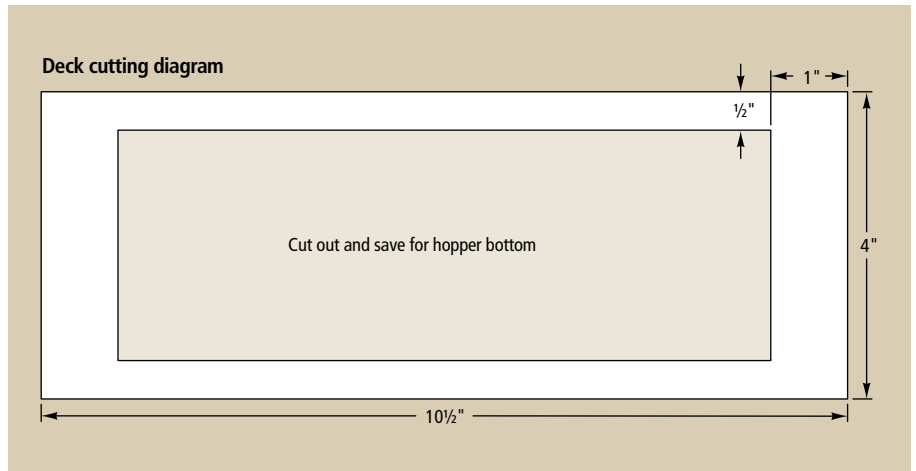 Deck cutting diagram
1"
½"
Cut out and save for hopper bottom
4"
10½"